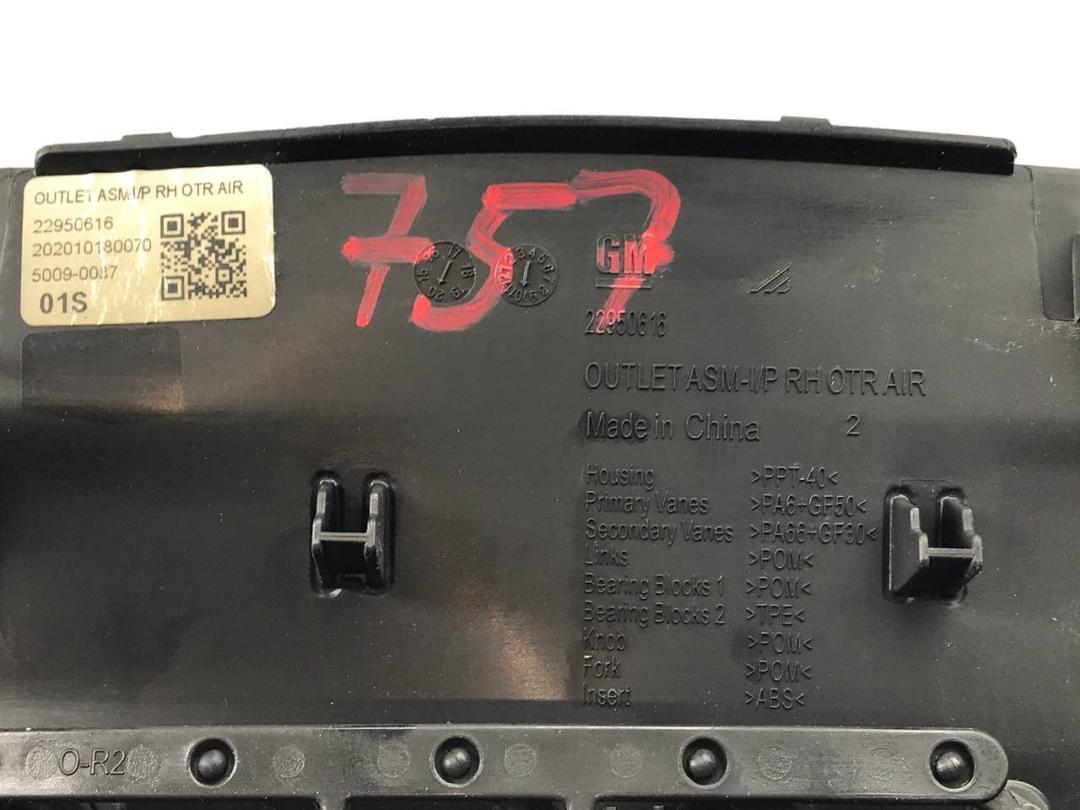 OUTLET ASM-I/P RH OTR AIR
22950616
202010180070
5009-0087
01S
757
GM
22950616
OUTLET ASM-I/P RH OTR AIR
Made in China 2
Housing >PPT-40<
Primary Vanes >PA6+GF50<
Secondary Vanes >PA66+GF30<
Links >POM<
Bearing Blocks 1 >POM<
Bearing Blocks 2 >TPE<
Knob >POM<
Fork >POM<
Insert >ABS<
O-R2